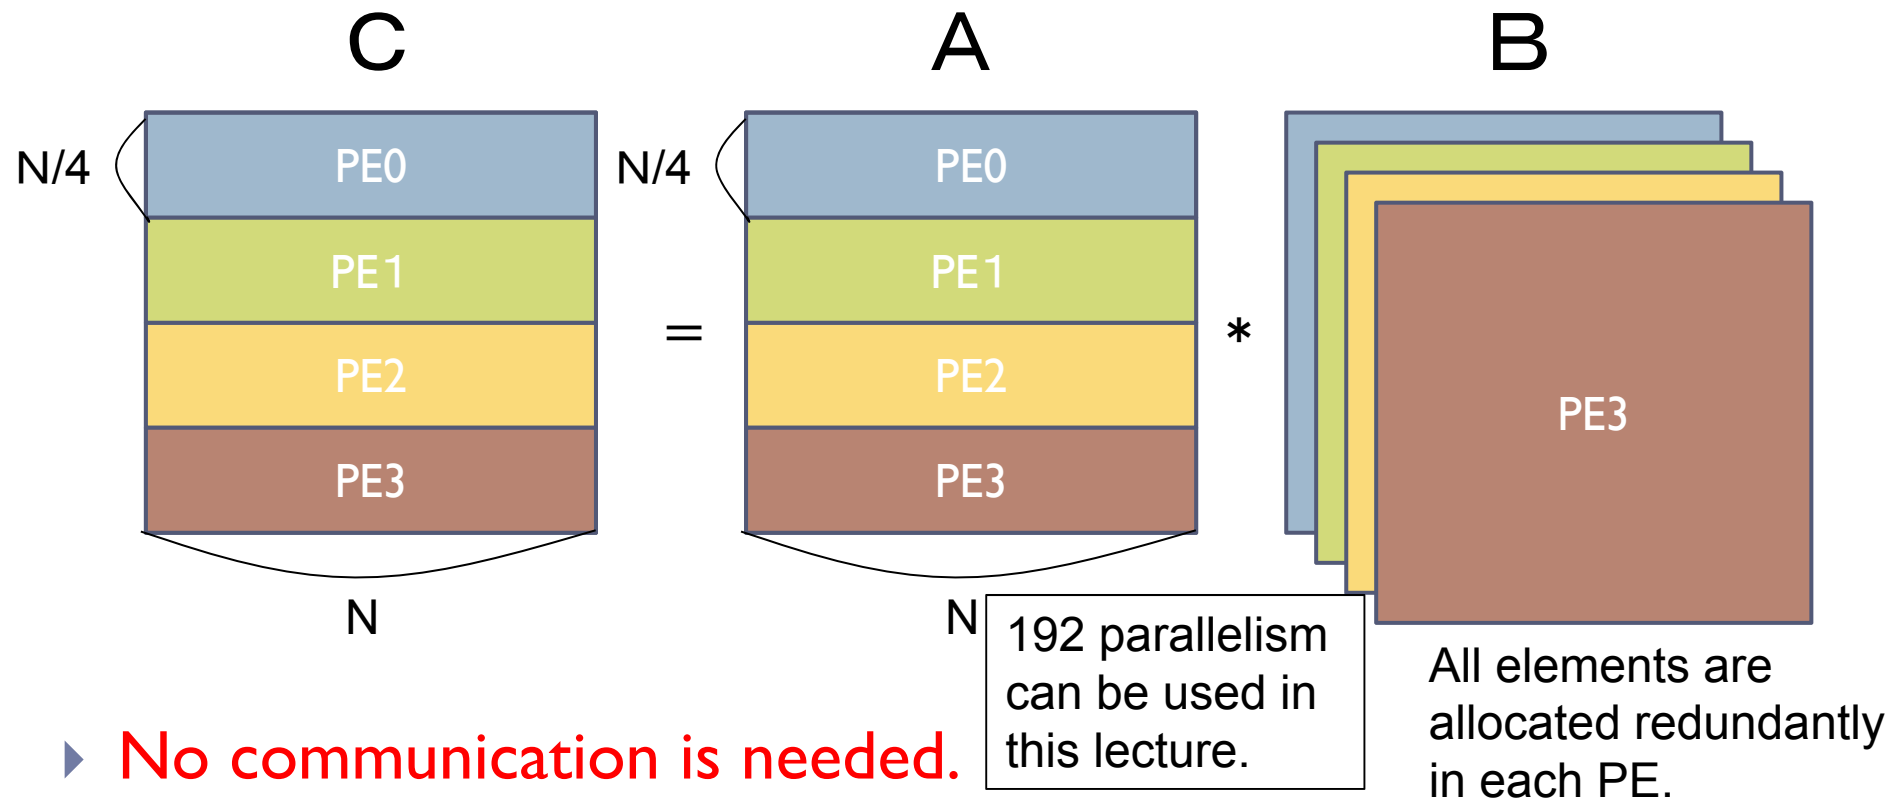 C A B
N/4 PE0 N/4 PE0
PE1 PE1
= *
PE2 PE2
PE3
PE3 PE3
N N
192 parallelism
can be used in
this lecture.
All elements are
allocated redundantly
in each PE.
No communication is needed.